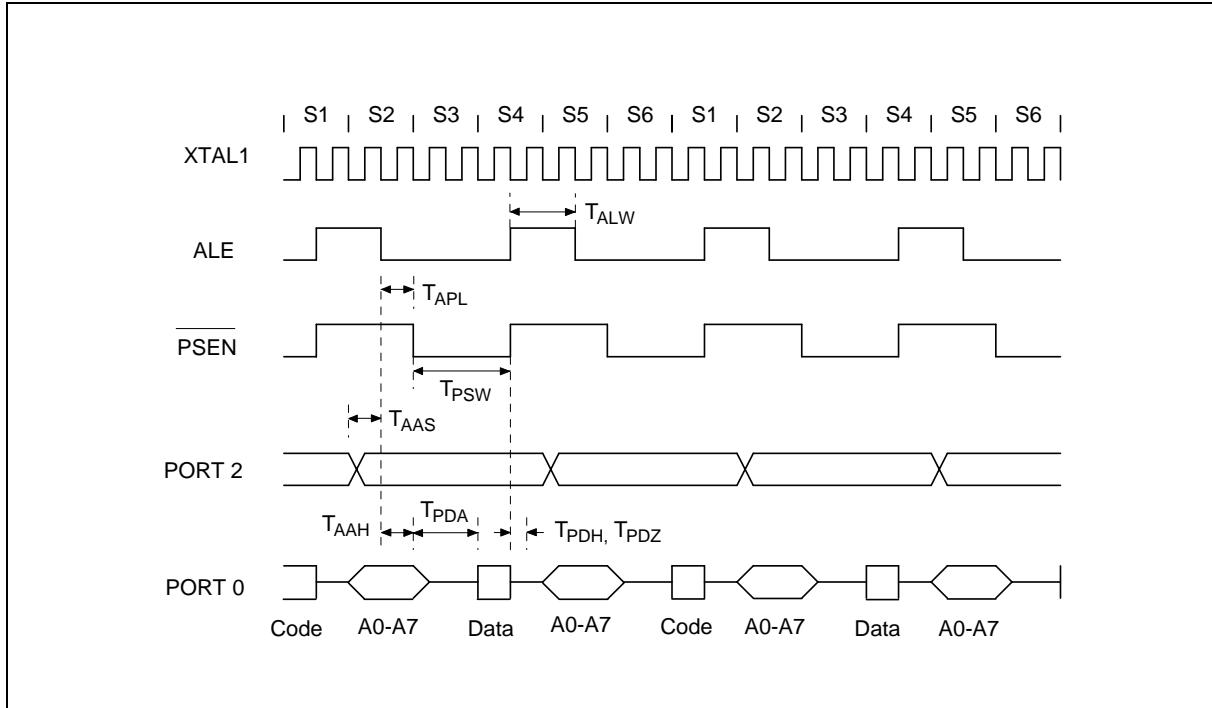 S1 S2 S3 S4 S5 S6 S1 S2 S3 S4 S5 S6
XTAL1
TALW
ALE
TAPL
PSEN
TPSW
TAAS
PORT 2
TAAH TPDA TPDH, TPDZ
PORT 0
Code A0-A7 Data A0-A7 Code A0-A7 Data A0-A7